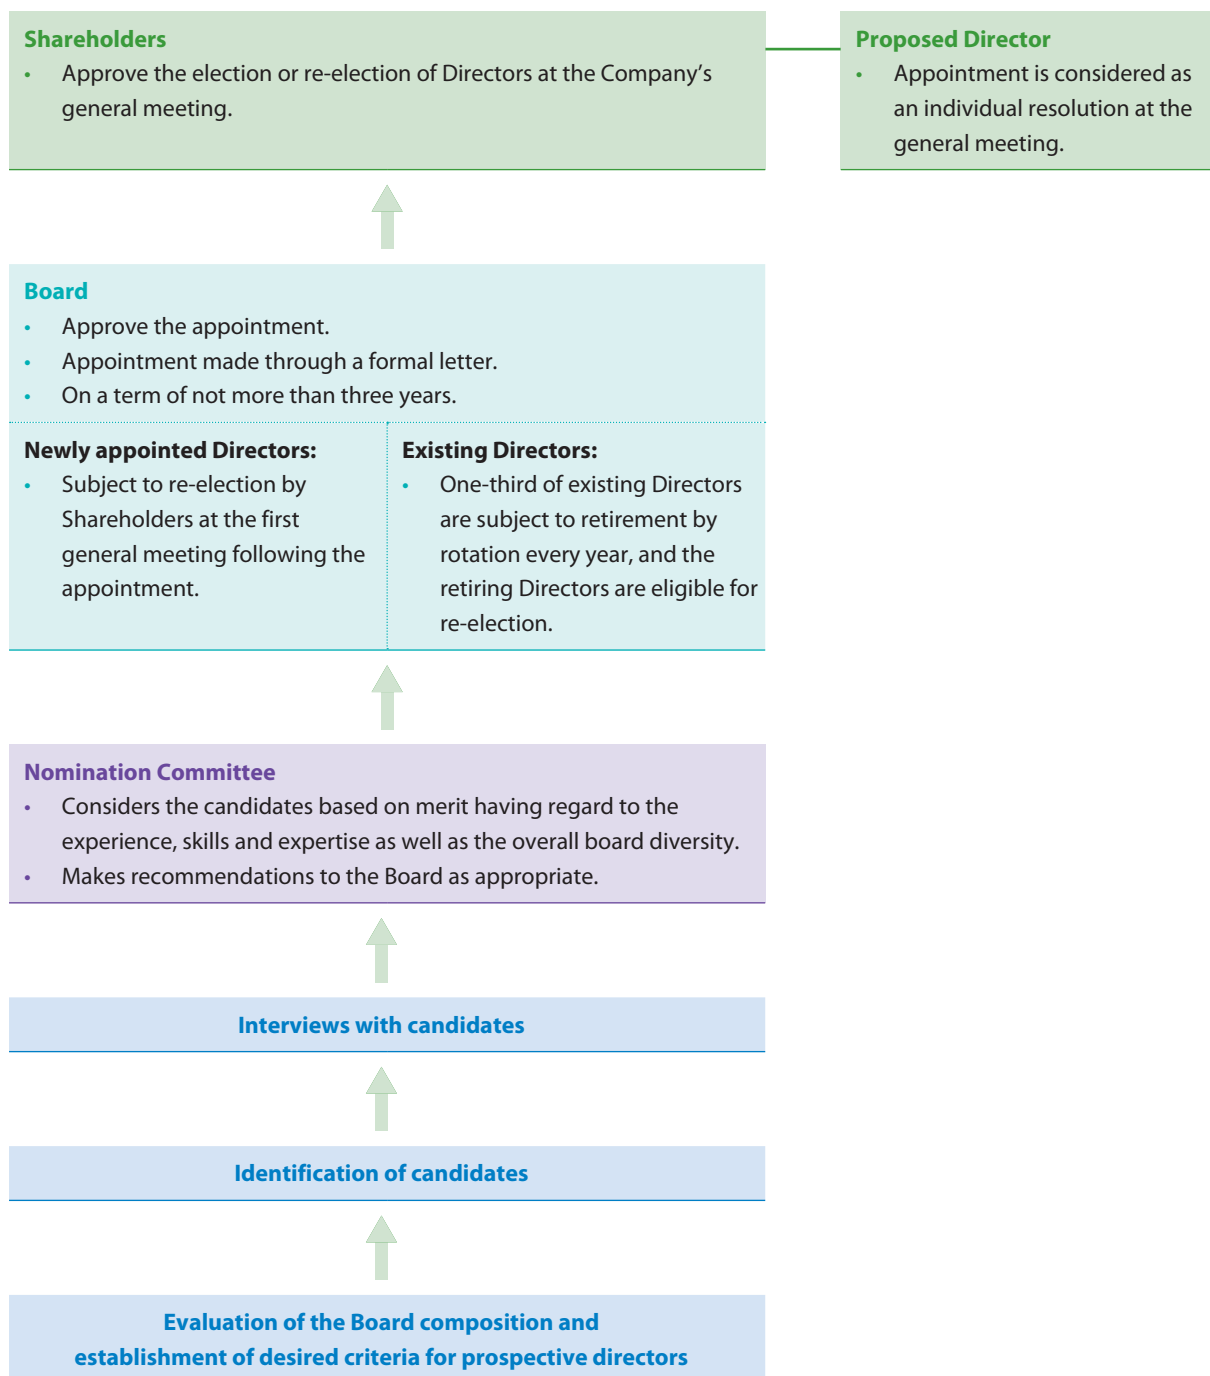 Shareholders
• Approve the election or re-election of Directors at the Company’s
general meeting.
Proposed Director
• Appointment is considered as
an individual resolution at the
general meeting.
Board
• Approve the appointment.
• Appointment made through a formal letter.
• On a term of not more than three years.
Newly appointed Directors:
• Subject to re-election by
Shareholders at the first
general meeting following the
appointment.
Existing Directors:
• One-third of existing Directors
are subject to retirement by
rotation every year, and the
retiring Directors are eligible for
re-election.
Nomination Committee
• Considers the candidates based on merit having regard to the
experience, skills and expertise as well as the overall board diversity.
• Makes recommendations to the Board as appropriate.
Interviews with candidates
Identification of candidates
Evaluation of the Board composition and
establishment of desired criteria for prospective directors